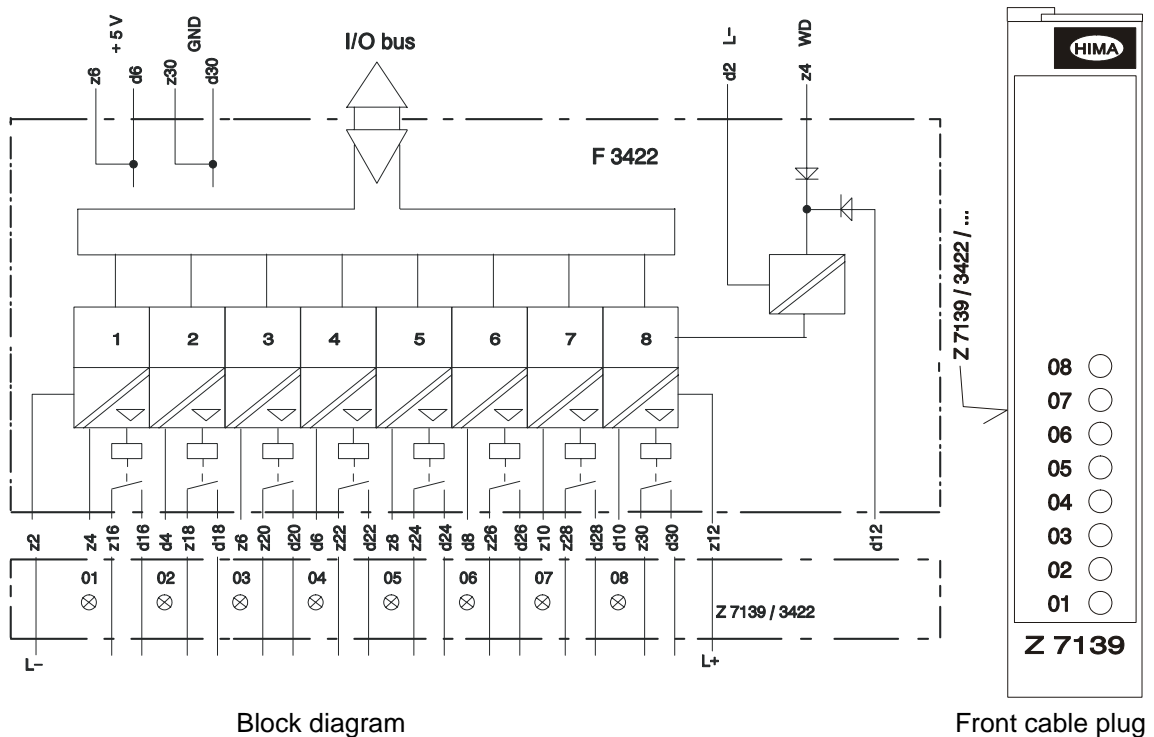 z6
+ 5 V
d6
z30
GND
d30
I/O bus
d2
L-
z4
WD
F 3422
1 2 3 4 5 6 7 8
z2 z4 z16 d16 d4 z18 d18 z6 z20 d20 d6 z22 d22 z8 z24 d24 d8 z26 d26 z10 z28 d28 d10 z30 d30 z12 d12
01 02 03 04 05 06 07 08
Z 7139 / 3422
L- L+
Block diagram
Z 7139 / 3422 / ...
HIMA
08
07
06
05
04
03
02
01
Z 7139
Front cable plug